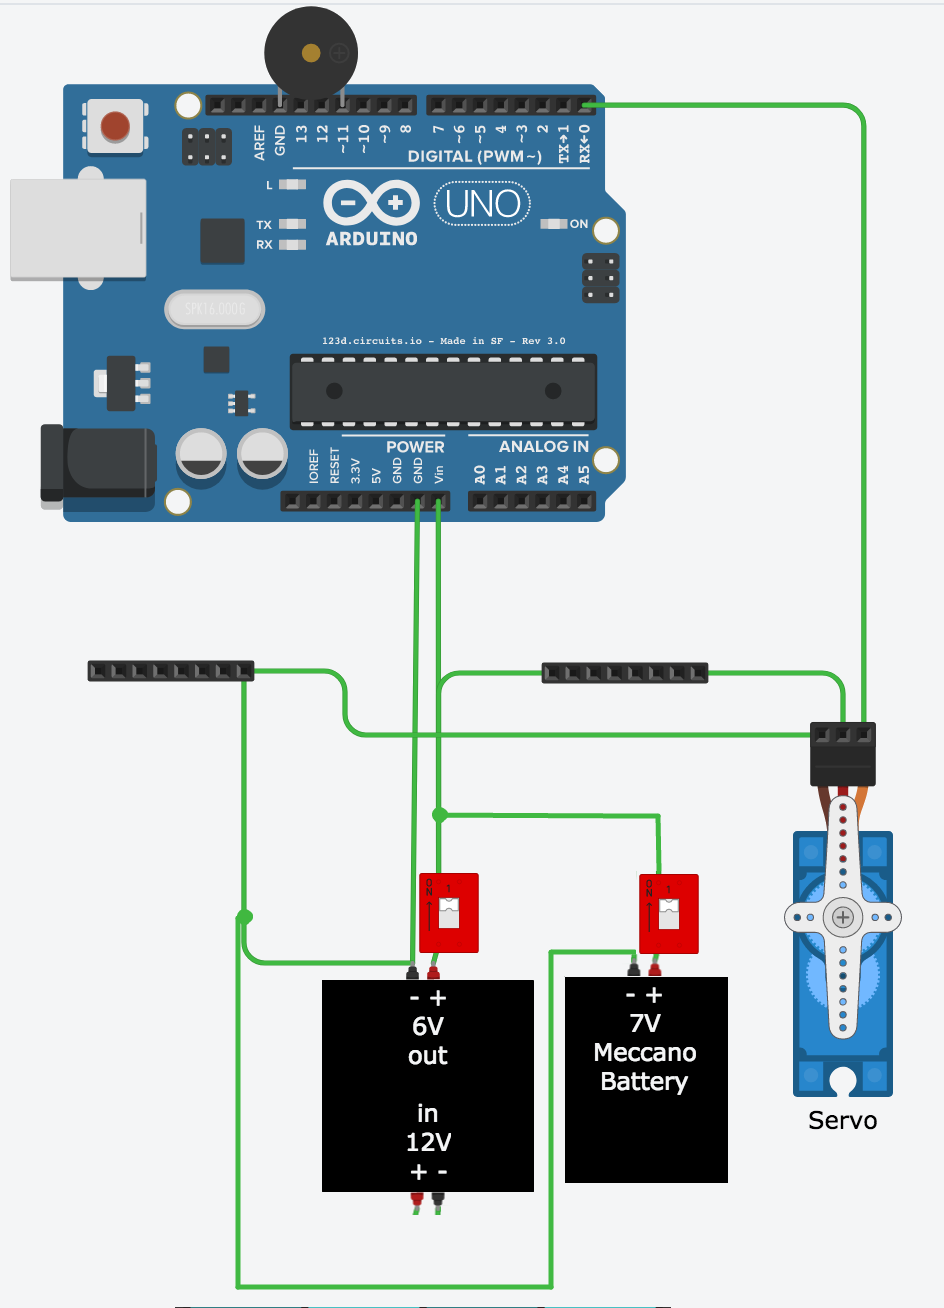 AREF
GND
13
12
~11
~10
~9
8
7
~6
~5
4
~3
2
TX→1
RX←0
DIGITAL (PWM~)
L
TX
RX
ARDUINO
UNO
ON
SPK16.000G
123d.circuits.io - Made in SF - Rev 3.0
POWER
ANALOG IN
IOREF
RESET
3.3V
5V
GND
GND
Vin
A0
A1
A2
A3
A4
A5
ON
1
ON
1
- +
6V
out
in
12V
+ -
- +
7V
Meccano
Battery
Servo